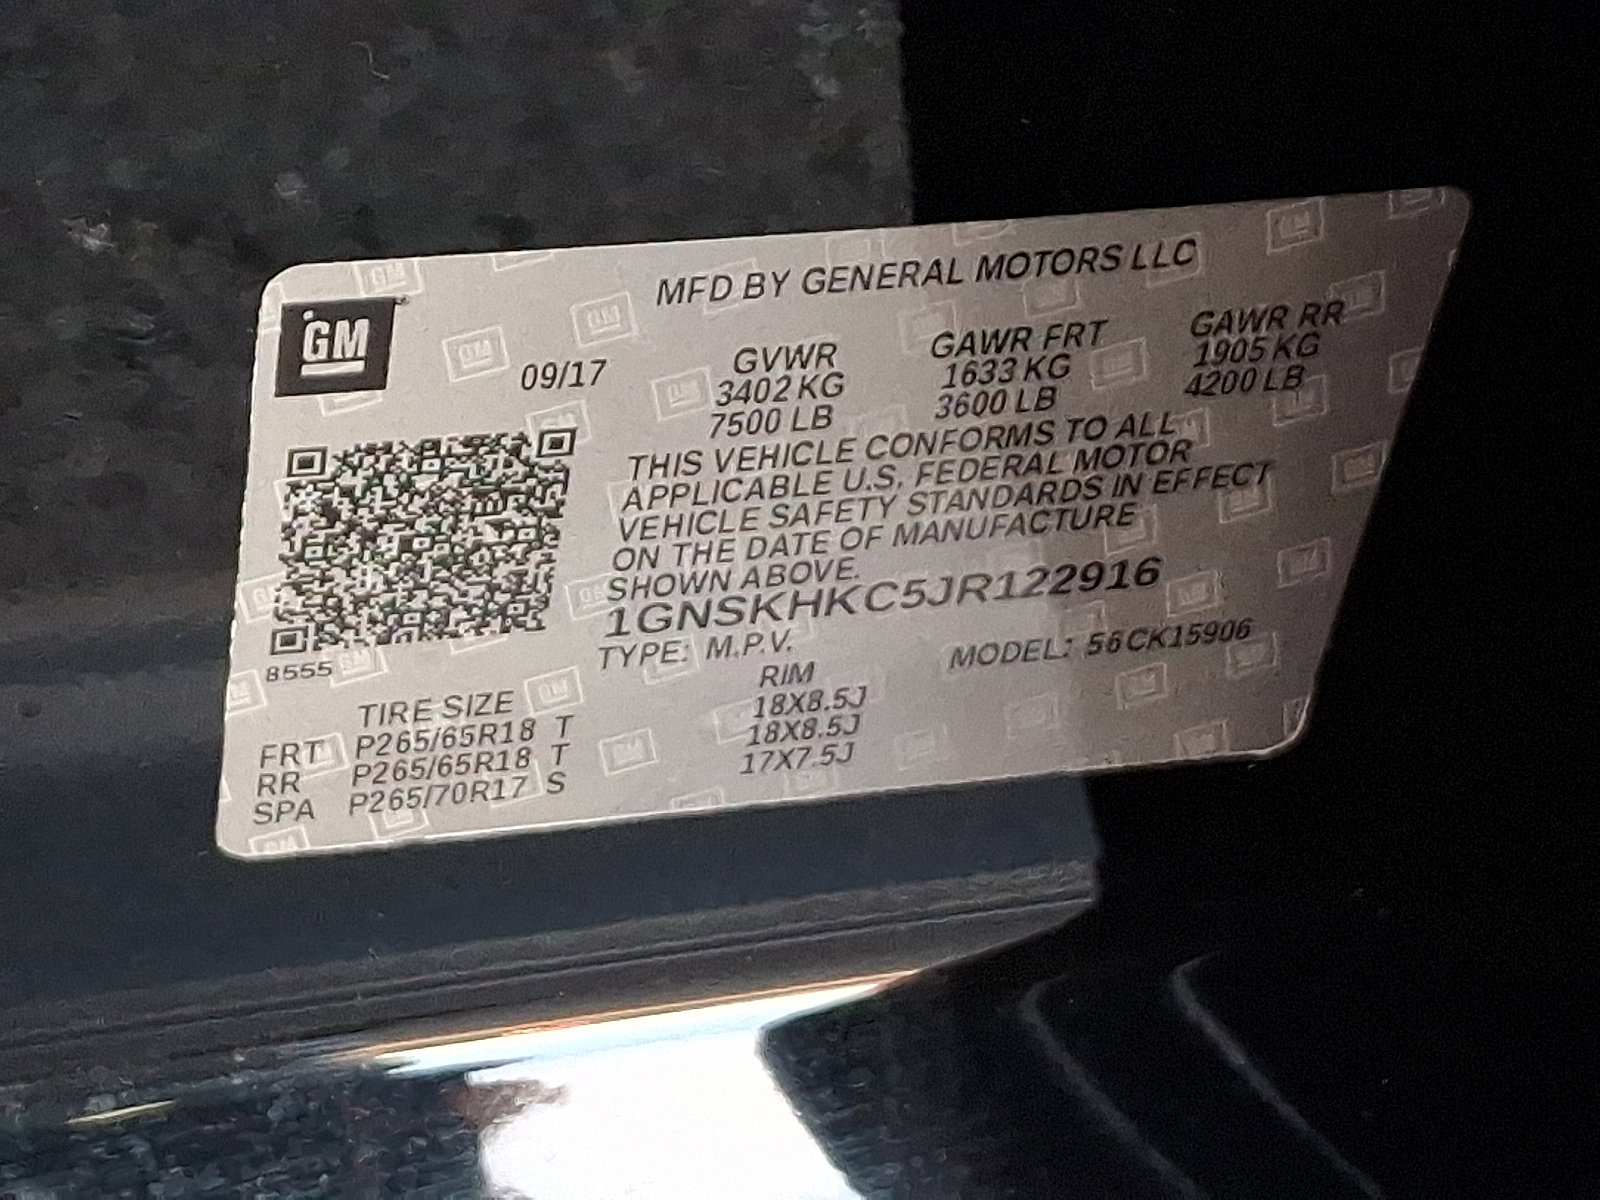 MFD BY GENERAL MOTORS LLC
GM
09/17
GVWR GAWR FRT GAWR RR
3402 KG 1633 KG 1905 KG
7500 LB 3600 LB 4200 LB
THIS VEHICLE CONFORMS TO ALL
APPLICABLE U.S. FEDERAL MOTOR
VEHICLE SAFETY STANDARDS IN EFFECT
ON THE DATE OF MANUFACTURE
SHOWN ABOVE.
1GNSKHKC5JR122916
TYPE: M.P.V. MODEL: 56CK15906
8555
TIRE SIZE RIM
FRT P265/65R18 T 18X8.5J
RR P265/65R18 T 18X8.5J
SPA P265/70R17 S 17X7.5J